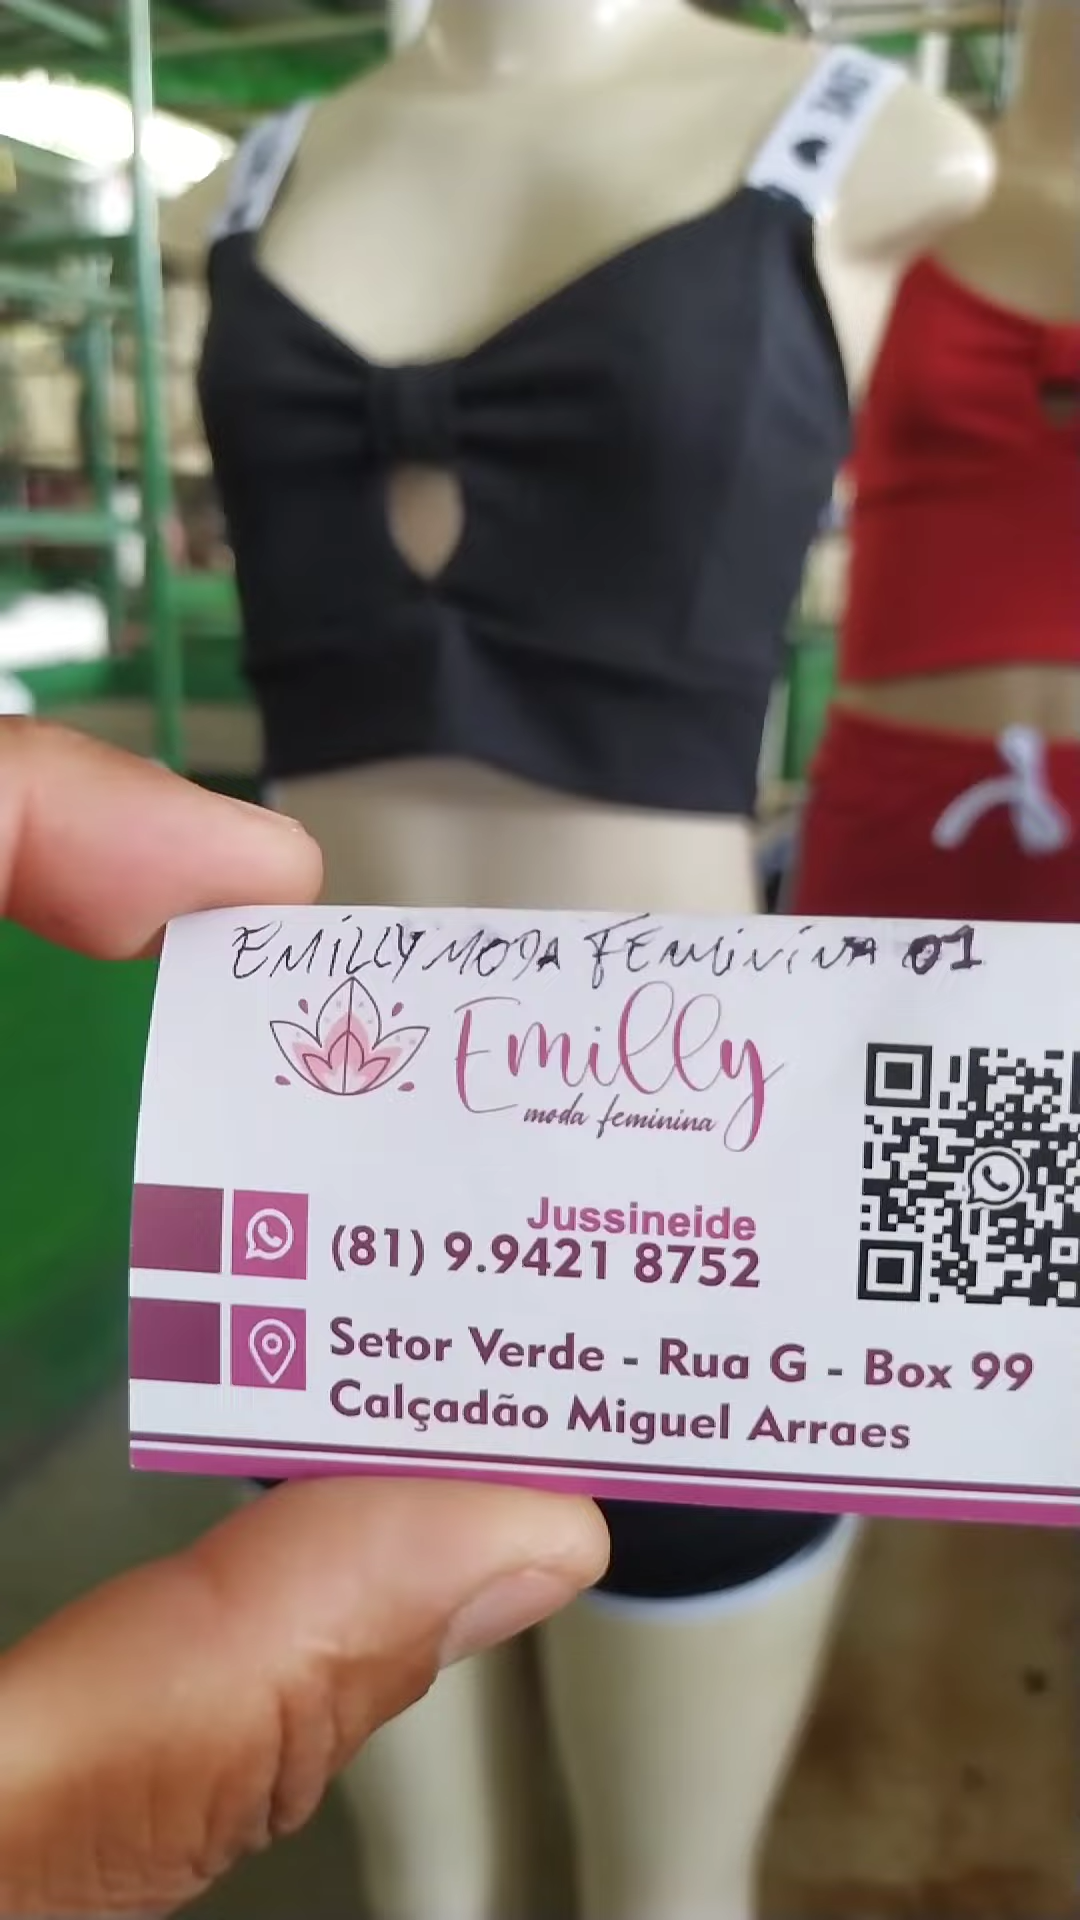 EMILLY MODA FEMININA 01
Emilly
moda feminina
Jussineide
(81) 9.9421 8752
Setor Verde - Rua G - Box 99
Calçadão Miguel Arraes